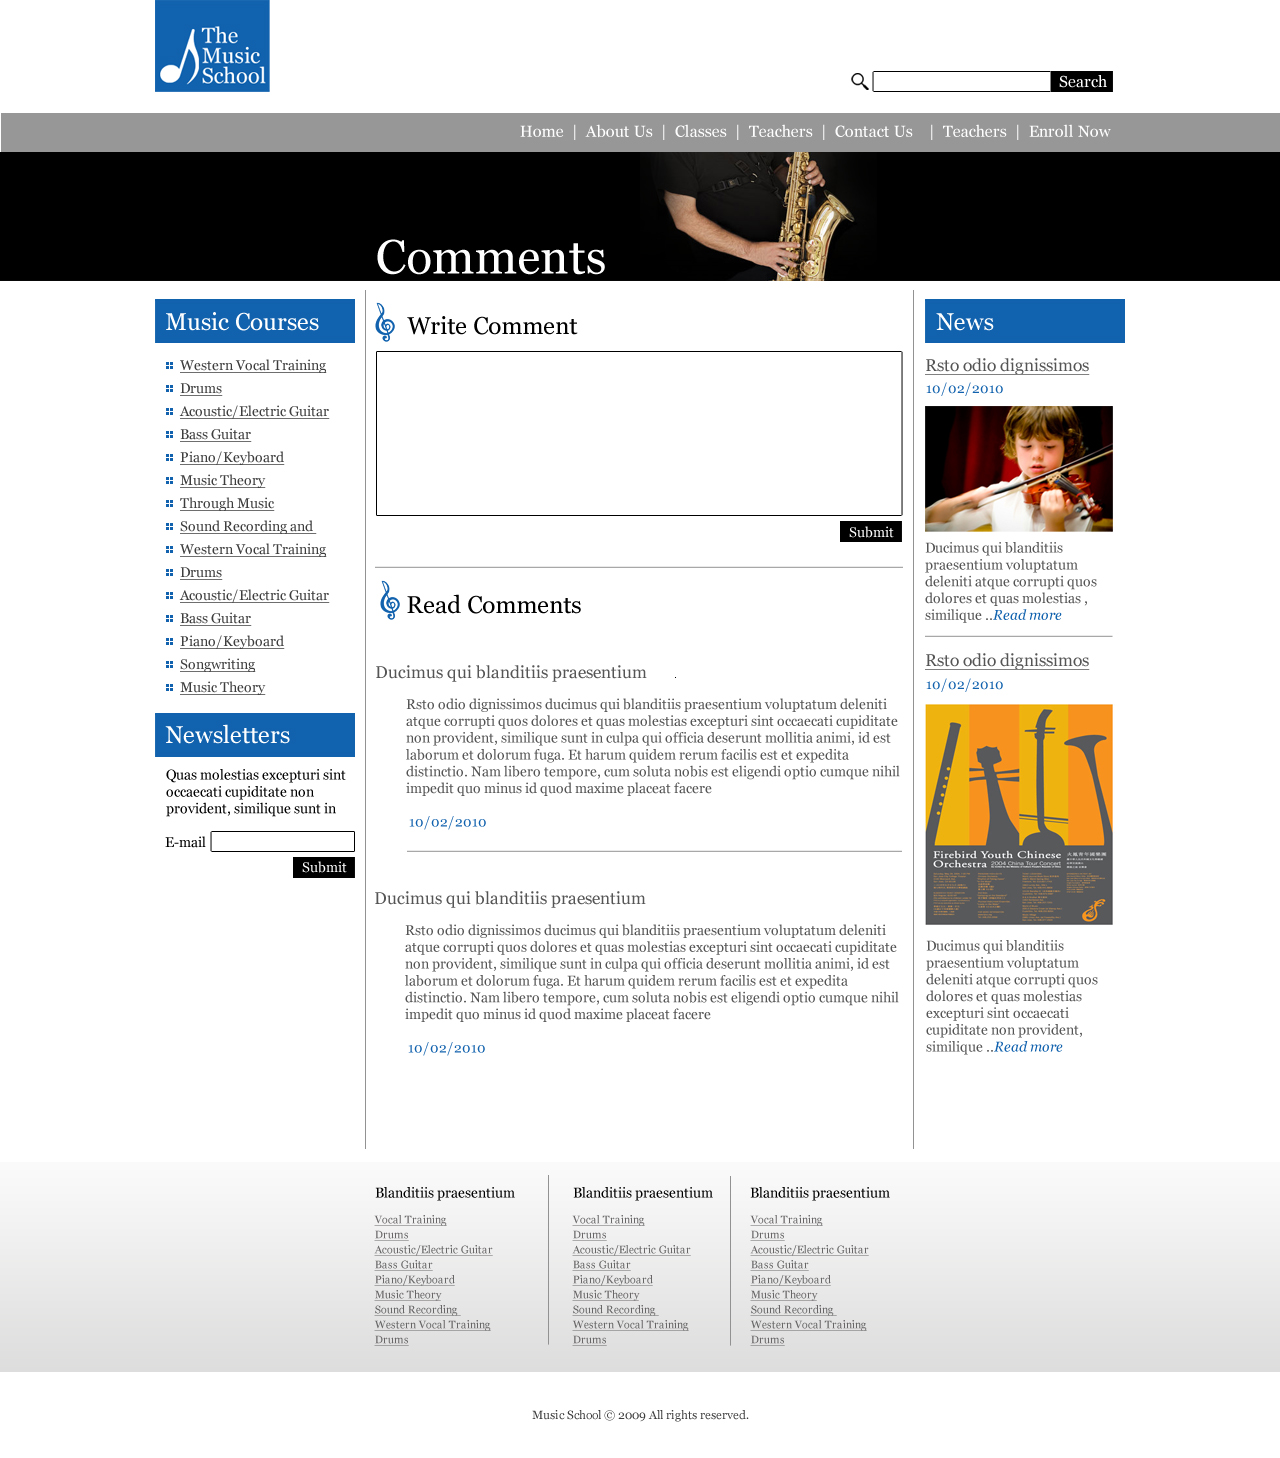 The
Music
School
Search
Home | About Us | Classes | Teachers | Contact Us | Teachers | Enroll Now
Comments
Music Courses
Western Vocal Training
Drums
Acoustic/Electric Guitar
Bass Guitar
Piano/Keyboard
Music Theory
Through Music
Sound Recording and
Western Vocal Training
Drums
Acoustic/Electric Guitar
Bass Guitar
Piano/Keyboard
Songwriting
Music Theory
Newsletters
Quas molestias excepturi sint
occaecati cupiditate non
provident, similique sunt in
E-mail
Submit
Write Comment
Submit
Read Comments
Ducimus qui blanditiis praesentium .
Rsto odio dignissimos ducimus qui blanditiis praesentium voluptatum deleniti
atque corrupti quos dolores et quas molestias excepturi sint occaecati cupiditate
non provident, similique sunt in culpa qui officia deserunt mollitia animi, id est
laborum et dolorum fuga. Et harum quidem rerum facilis est et expedita
distinctio. Nam libero tempore, cum soluta nobis est eligendi optio cumque nihil
impedit quo minus id quod maxime placeat facere
10/02/2010
Ducimus qui blanditiis praesentium
Rsto odio dignissimos ducimus qui blanditiis praesentium voluptatum deleniti
atque corrupti quos dolores et quas molestias excepturi sint occaecati cupiditate
non provident, similique sunt in culpa qui officia deserunt mollitia animi, id est
laborum et dolorum fuga. Et harum quidem rerum facilis est et expedita
distinctio. Nam libero tempore, cum soluta nobis est eligendi optio cumque nihil
impedit quo minus id quod maxime placeat facere
10/02/2010
News
Rsto odio dignissimos
10/02/2010
Ducimus qui blanditiis
praesentium voluptatum
deleniti atque corrupti quos
dolores et quas molestias ,
similique ..Read more
Rsto odio dignissimos
10/02/2010
Firebird Youth Chinese
Orchestra 2004 China Tour Concert
Ducimus qui blanditiis
praesentium voluptatum
deleniti atque corrupti quos
dolores et quas molestias
excepturi sint occaecati
cupiditate non provident,
similique ..Read more
Blanditiis praesentium
Vocal Training
Drums
Acoustic/Electric Guitar
Bass Guitar
Piano/Keyboard
Music Theory
Sound Recording
Western Vocal Training
Drums
Blanditiis praesentium
Vocal Training
Drums
Acoustic/Electric Guitar
Bass Guitar
Piano/Keyboard
Music Theory
Sound Recording
Western Vocal Training
Drums
Blanditiis praesentium
Vocal Training
Drums
Acoustic/Electric Guitar
Bass Guitar
Piano/Keyboard
Music Theory
Sound Recording
Western Vocal Training
Drums
Music School © 2009 All rights reserved.